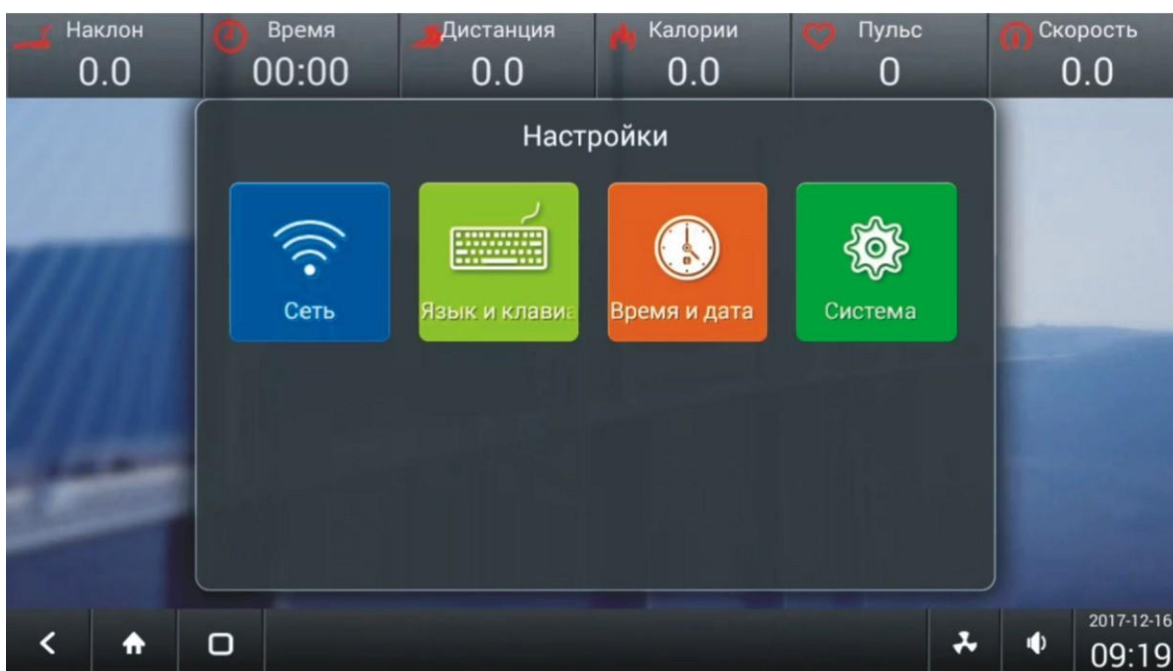 Наклон
0.0
Время
00:00
Дистанция
0.0
Калории
0.0
Пульс
0
Скорость
0.0
Настройки
Сеть
Язык и клавиа
Время и дата
Система
2017-12-16
09:19